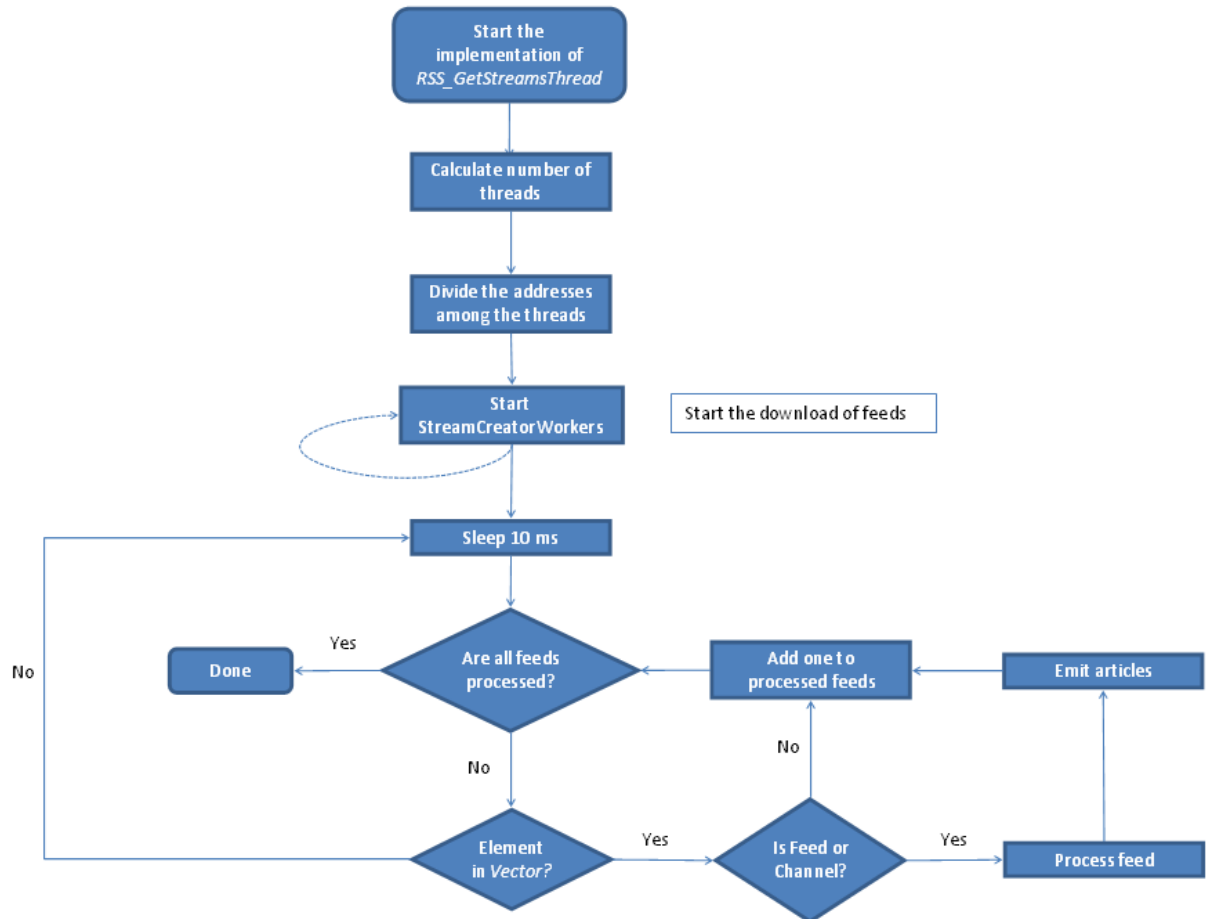 Start the
implementation of
RSS_GetStreamsThread
Calculate number of
threads
Divide the addresses
among the threads
Start
StreamCreatorWorkers
Start the download of feeds
Sleep 10 ms
No
Done
Yes
Are all feeds
processed?
Add one to
processed feeds
Emit articles
No
No
Element
in Vector?
Yes
Is Feed or
Channel?
Yes
Process feed